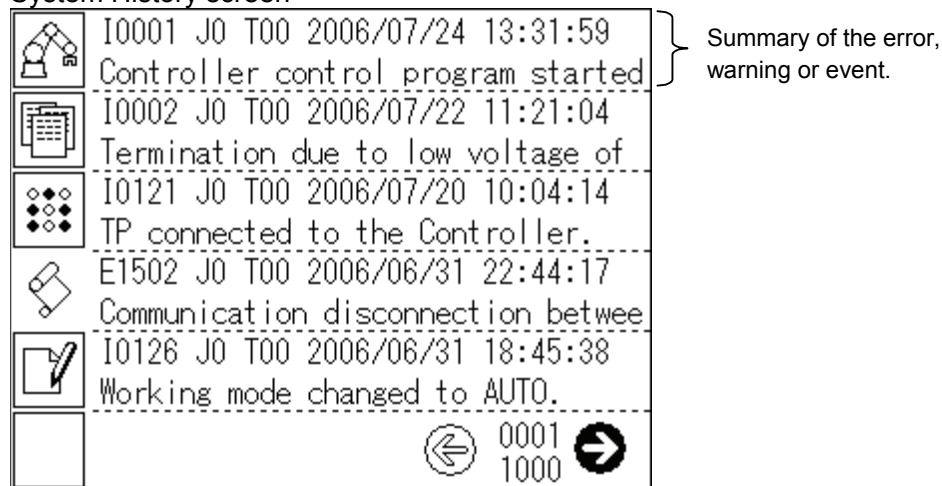 System History screen
I0001 J0 T00 2006/07/24 13:31:59
Controller control program started
I0002 J0 T00 2006/07/22 11:21:04
Termination due to low voltage of
I0121 J0 T00 2006/07/20 10:04:14
TP connected to the Controller.
E1502 J0 T00 2006/06/31 22:44:17
Communication disconnection betwee
I0126 J0 T00 2006/06/31 18:45:38
Working mode changed to AUTO.
0001
1000
Summary of the error,
warning or event.